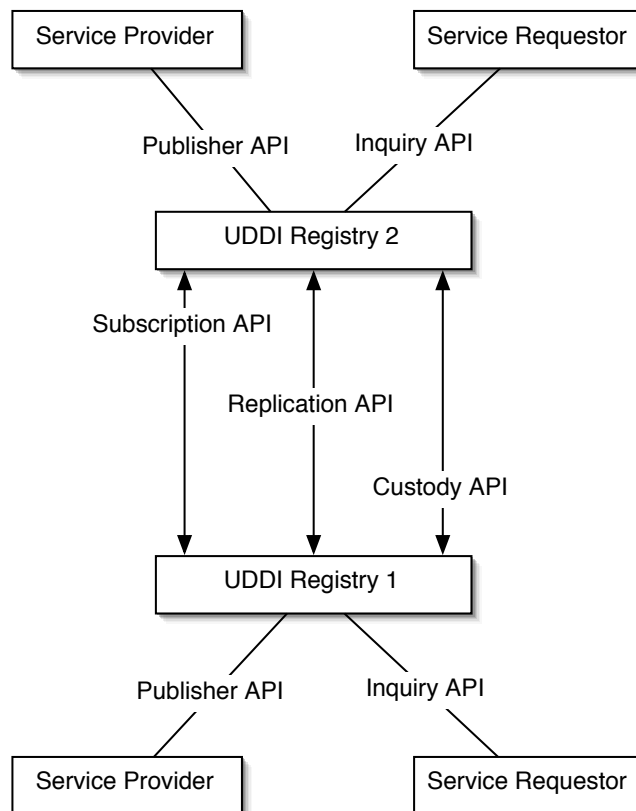 Service Provider
Service Requestor
Publisher API
Inquiry API
UDDI Registry 2
Subscription API
Replication API
Custody API
UDDI Registry 1
Publisher API
Inquiry API
Service Provider
Service Requestor